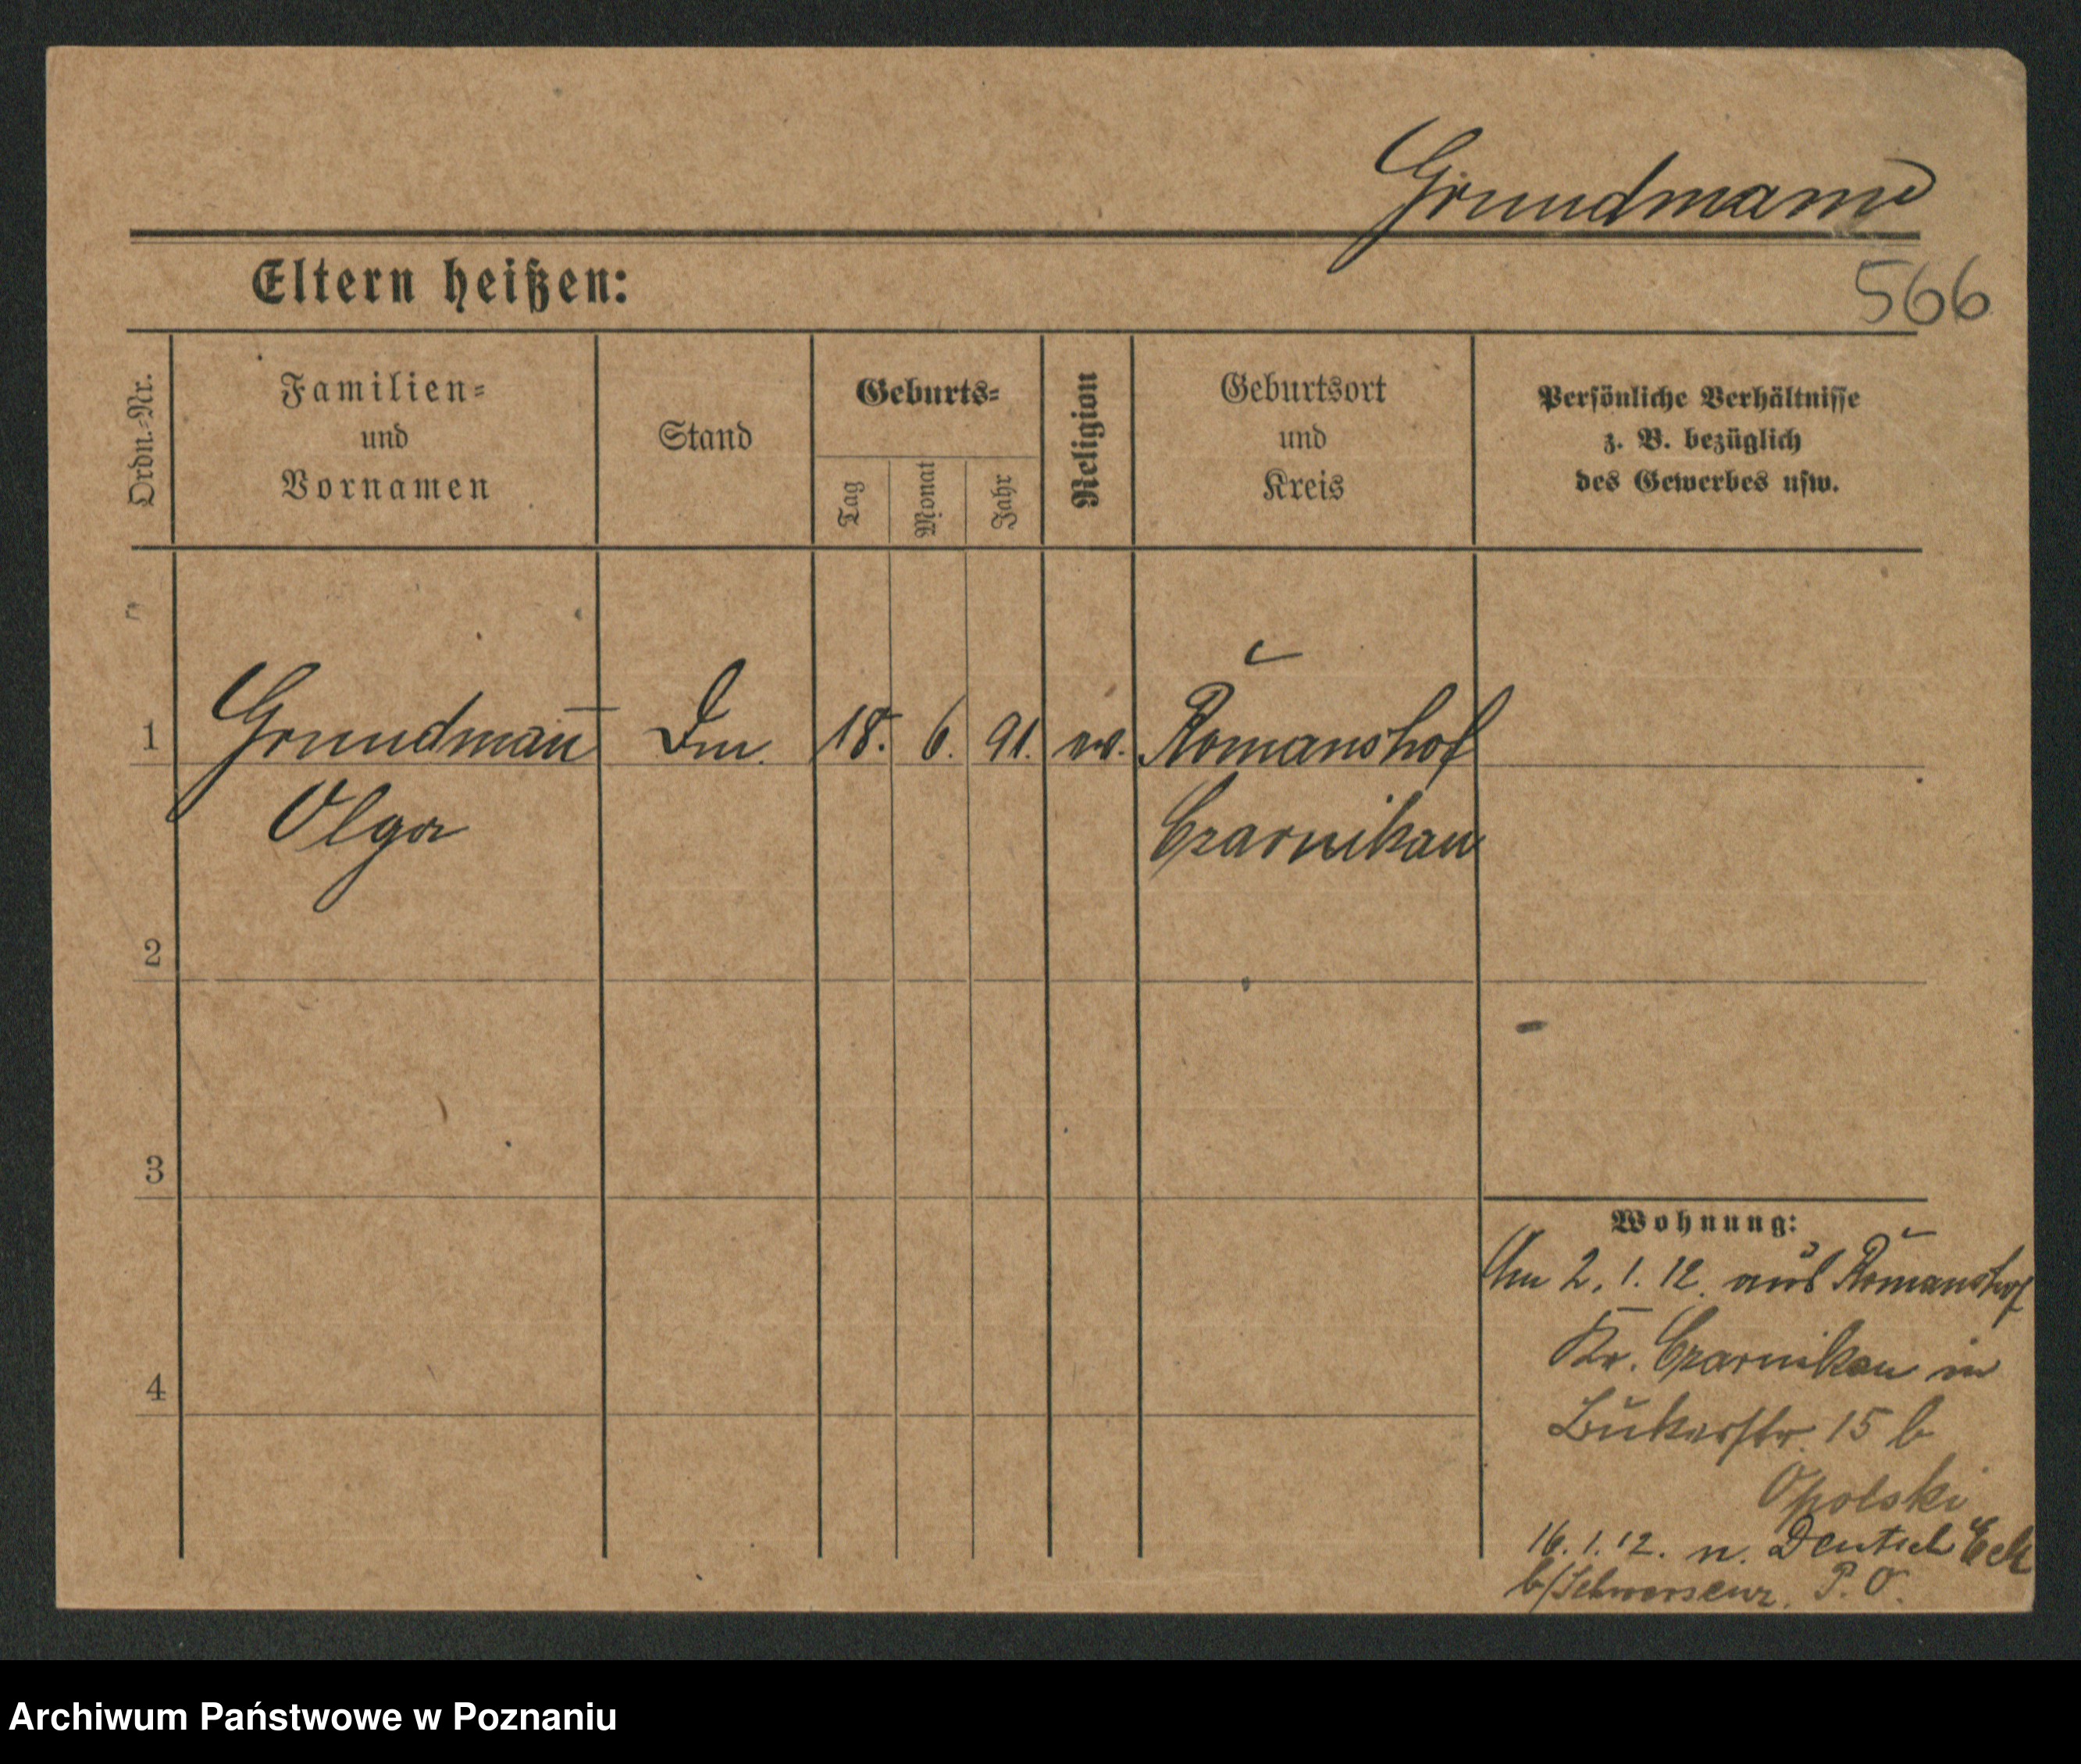 Grundmann
566
Eltern heißen:
Ordn.-Nr.
Familien-
und
Vornamen
Stand
Geburts-
Tag
Monat
Jahr
Religion
Geburtsort
und
Kreis
Persönliche Verhältnisse
z. B. bezüglich
des Gewerbes usw.
1 Grundmañ 18. 6. 91. ev. Romanshof
Olga Czarnikau
2
3
4
Wohnung:
Am 2. 1. 12. aus Romanshof
Kr. Czarnikau in
Bukerstr. 15 b
Opolski
16. 1. 12. n. Deutsch Eck
b/Schwersenz. P. O.
Archiwum Państwowe w Poznaniu